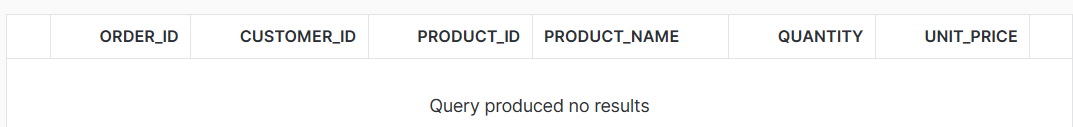 ORDER_ID CUSTOMER_ID PRODUCT_ID PRODUCT_NAME QUANTITY UNIT_PRICE
Query produced no results